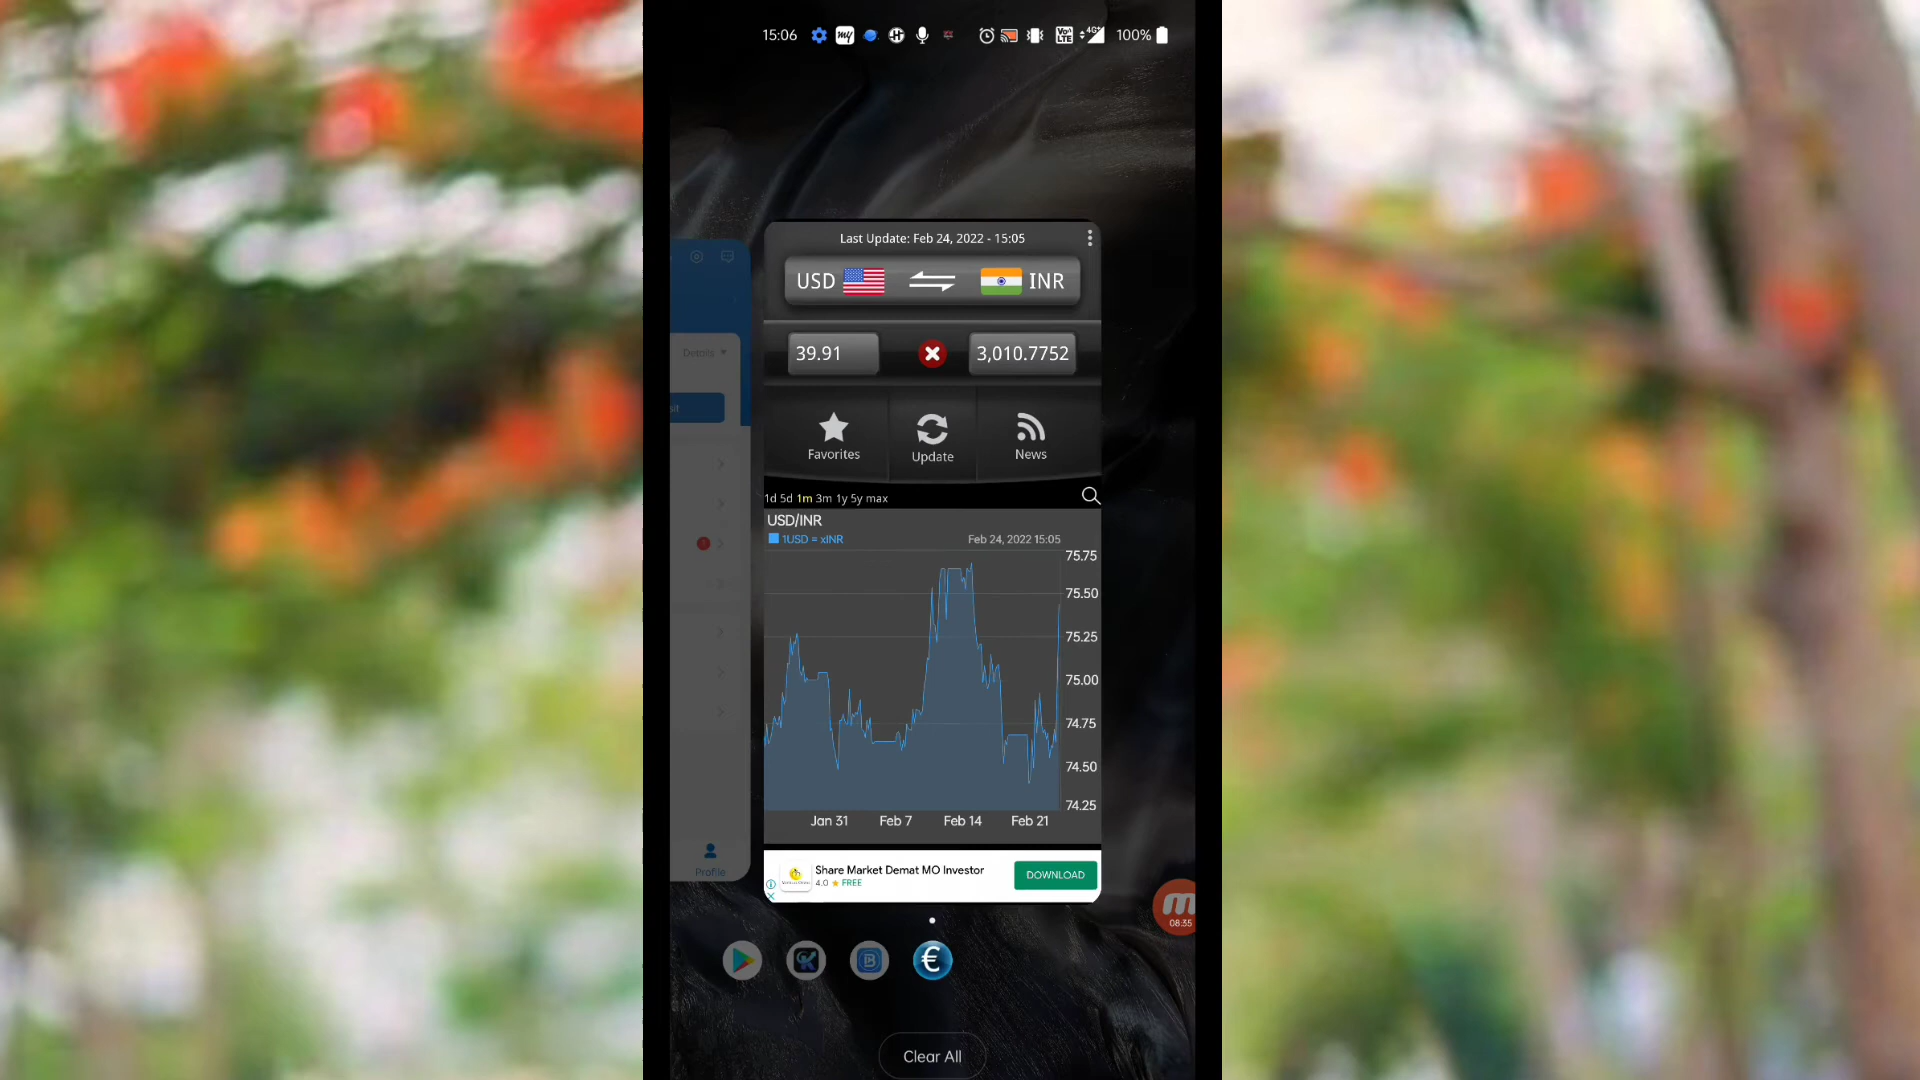 15:06
my
VoLTE
4G+
100%
Last Update: Feb 24, 2022 - 15:05
USD
INR
39.91
3,010.7752
Details
Favorites
Update
News
1d 5d 1m 3m 1y 5y max
USD/INR
1USD = xINR
Feb 24, 2022 15:05
75.75
75.50
75.25
75.00
74.75
74.50
74.25
Jan 31
Feb 7
Feb 14
Feb 21
Profile
Share Market Demat MO Investor
4.0 ★ FREE
DOWNLOAD
m
08:35
€
Clear All